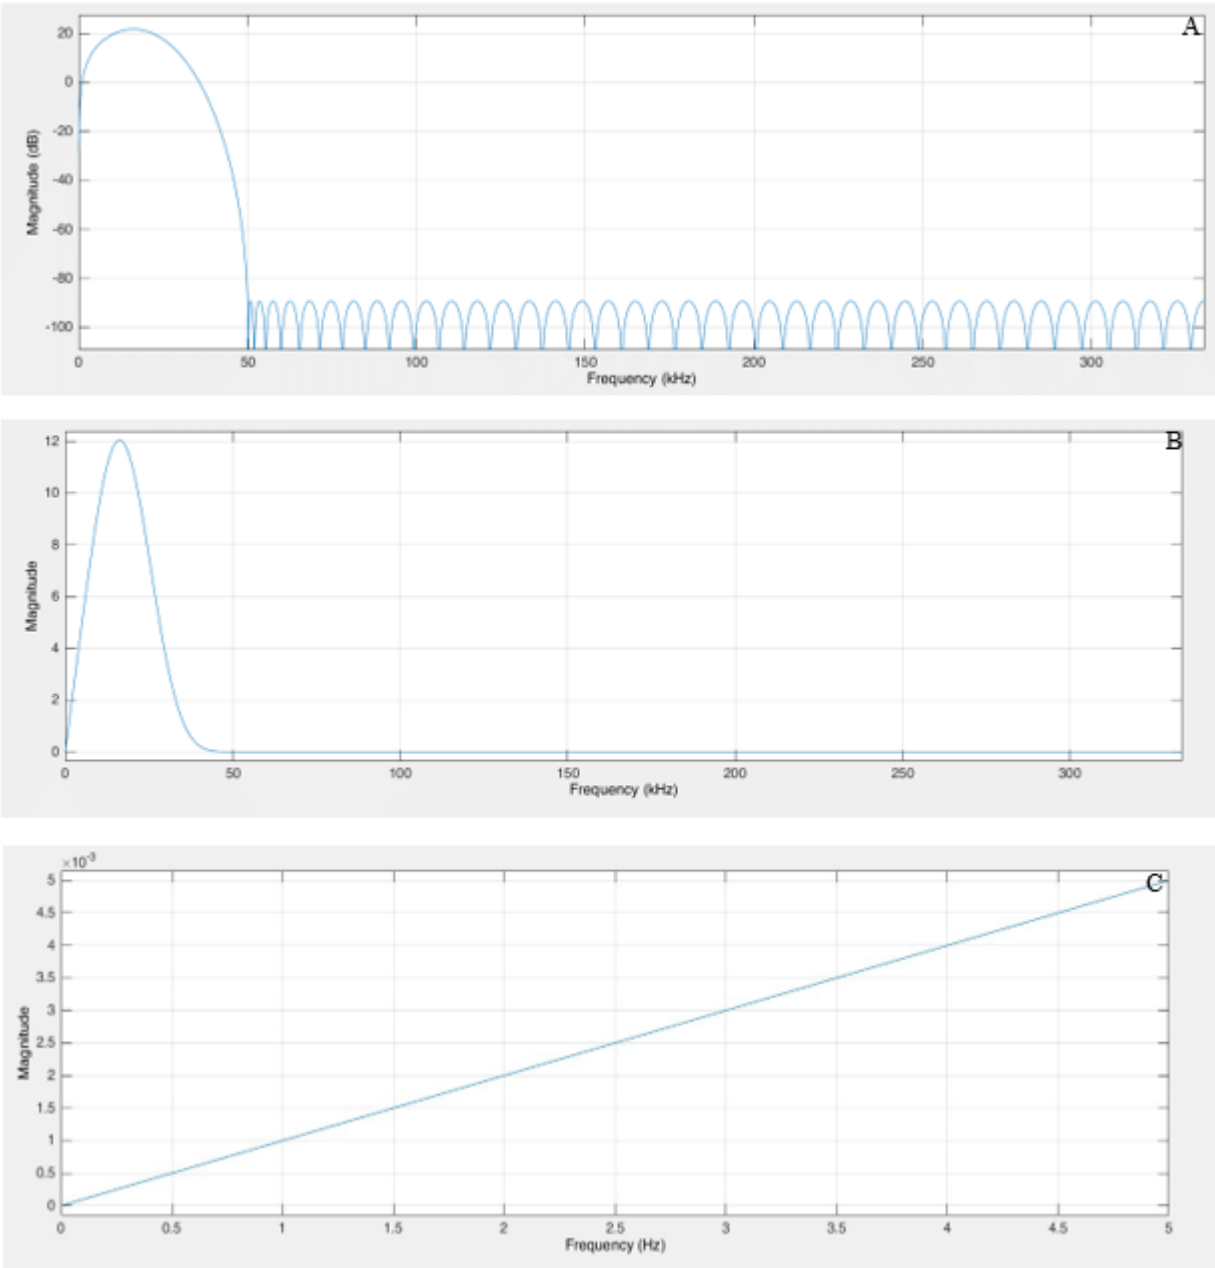 A
20
0
-20
-40
-60
-80
-100
Magnitude (dB)
0 50 100 150 200 250 300
Frequency (kHz)
B
12
10
8
6
4
2
0
Magnitude
0 50 100 150 200 250 300
Frequency (kHz)
×10-3
C
5
4.5
4
3.5
3
2.5
2
1.5
1
0.5
0
Magnitude
0 0.5 1 1.5 2 2.5 3 3.5 4 4.5 5
Frequency (Hz)